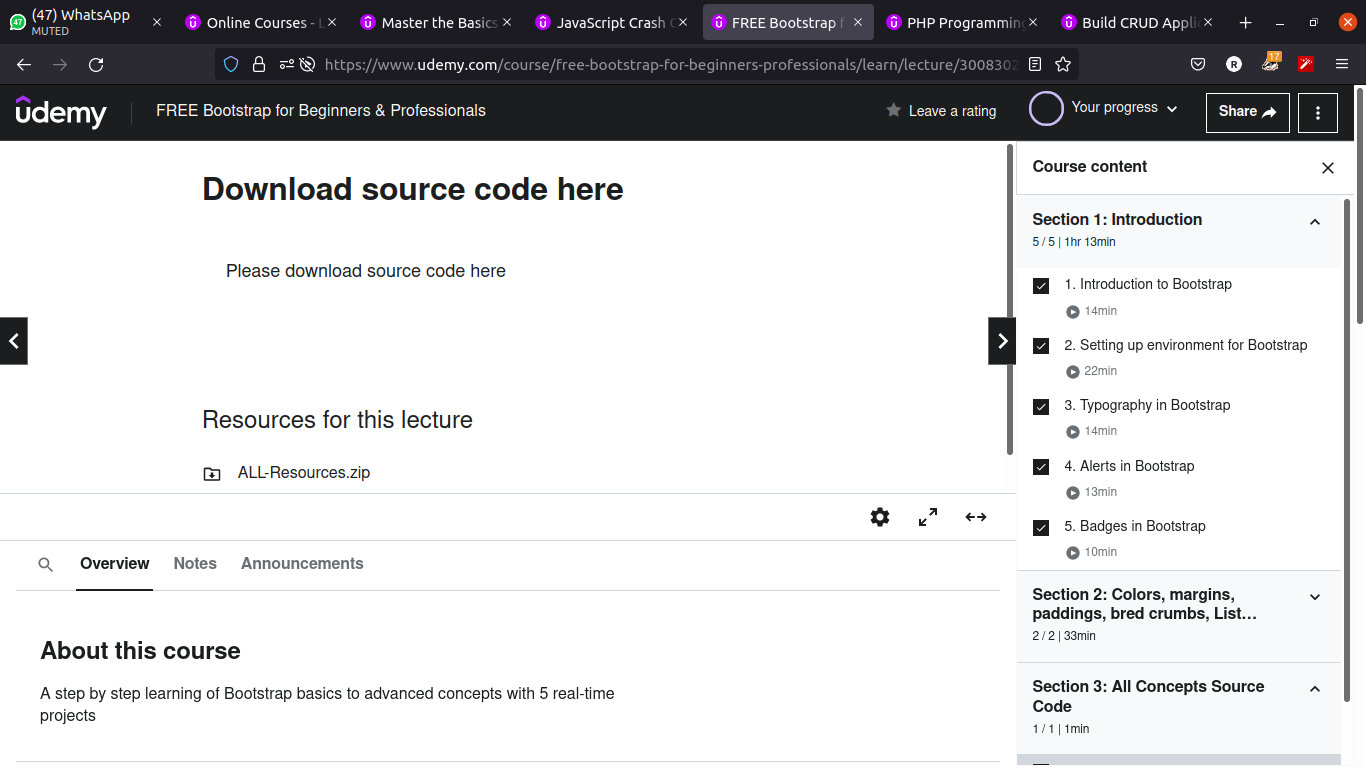 (47) WhatsApp
MUTED
47
Online Courses - L
Master the Basics
JavaScript Crash C
FREE Bootstrap f
PHP Programming
Build CRUD Appli
https://www.udemy.com/course/free-bootstrap-for-beginners-professionals/learn/lecture/3008302
R
17
udemy
FREE Bootstrap for Beginners & Professionals
Leave a rating
Your progress
Share
Download source code here
Please download source code here
Resources for this lecture
ALL-Resources.zip
Overview
Notes
Announcements
About this course
A step by step learning of Bootstrap basics to advanced concepts with 5 real-time
projects
Course content
Section 1: Introduction
5 / 5 | 1hr 13min
1. Introduction to Bootstrap
14min
2. Setting up environment for Bootstrap
22min
3. Typography in Bootstrap
14min
4. Alerts in Bootstrap
13min
5. Badges in Bootstrap
10min
Section 2: Colors, margins,
paddings, bred crumbs, List…
2 / 2 | 33min
Section 3: All Concepts Source
Code
1 / 1 | 1min